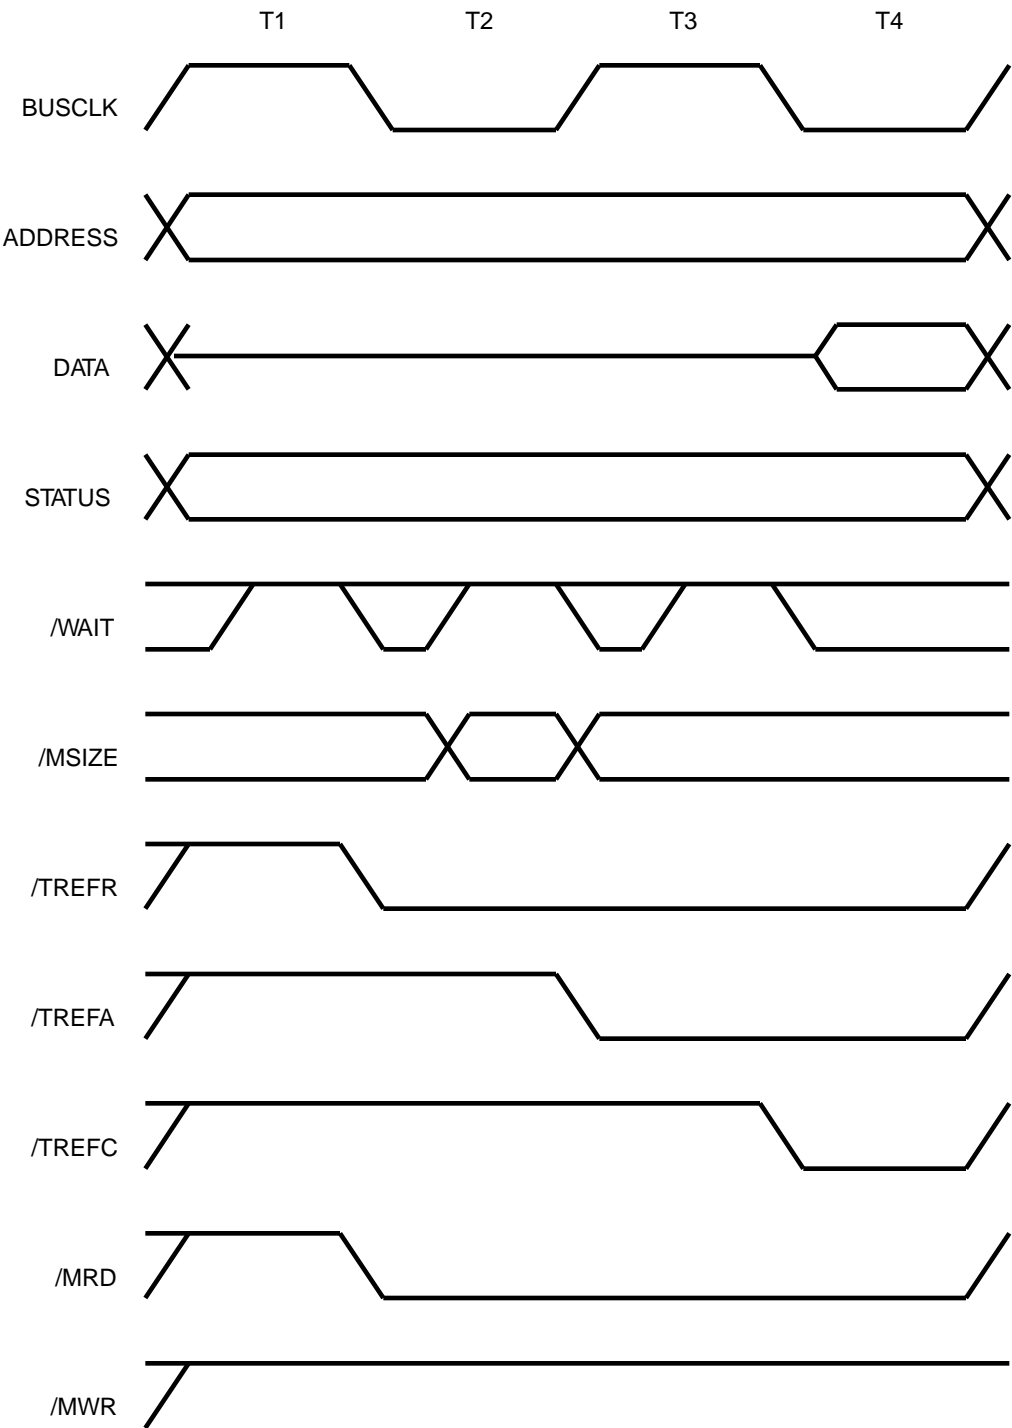 T1 T2 T3 T4
BUSCLK
ADDRESS
DATA
STATUS
/WAIT
/MSIZE
/TREFR
/TREFA
/TREFC
/MRD
/MWR